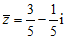 z̅ = 3/5 − 1/5 i